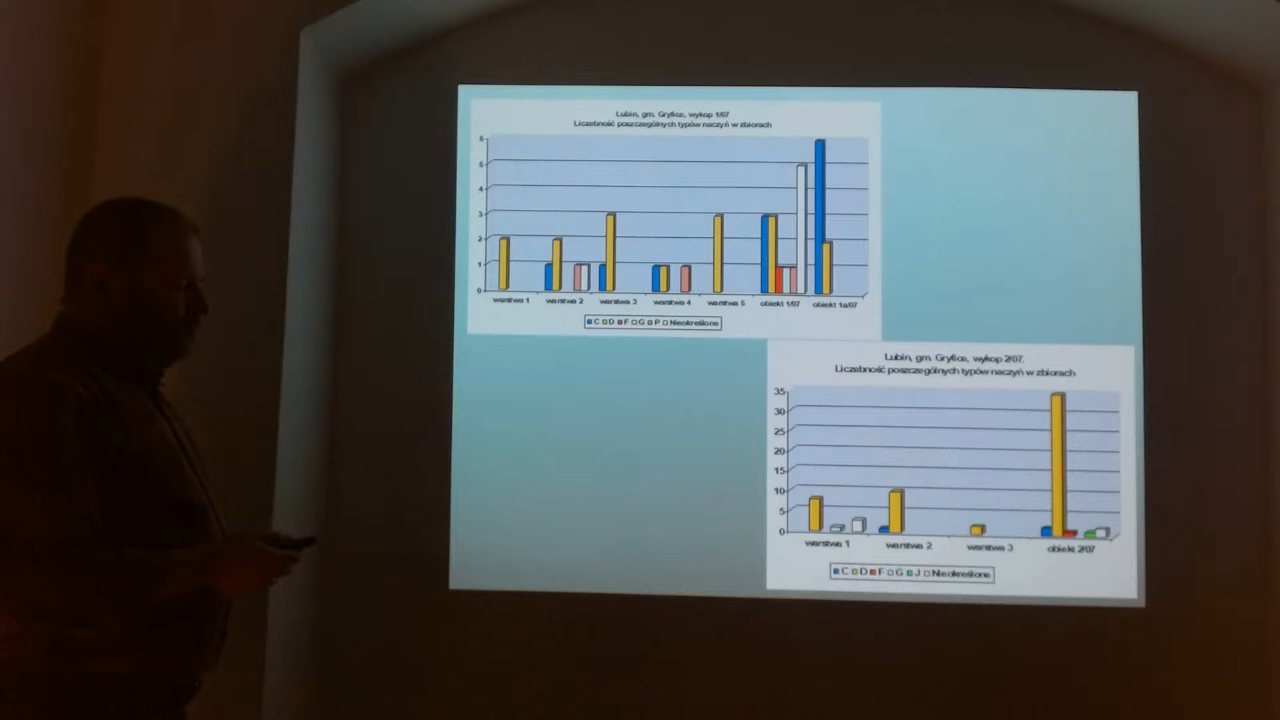 Lubin, gm. Gryfice, wykop 1/07
Liczebność poszczególnych typów naczyń w zbiorach
6
5
4
3
2
1
0
warstwa 1 warstwa 2 warstwa 3 warstwa 4 warstwa 5 obiekt 1/07 obiekt 1a/07
C D F G P Nieokreślone
Lubin, gm. Gryfice, wykop 2/07.
Liczebność poszczególnych typów naczyń w zbiorach
35
30
25
20
15
10
5
0
warstwa 1 warstwa 2 warstwa 3 obiekt 2/07
C D F G J Nieokreślone